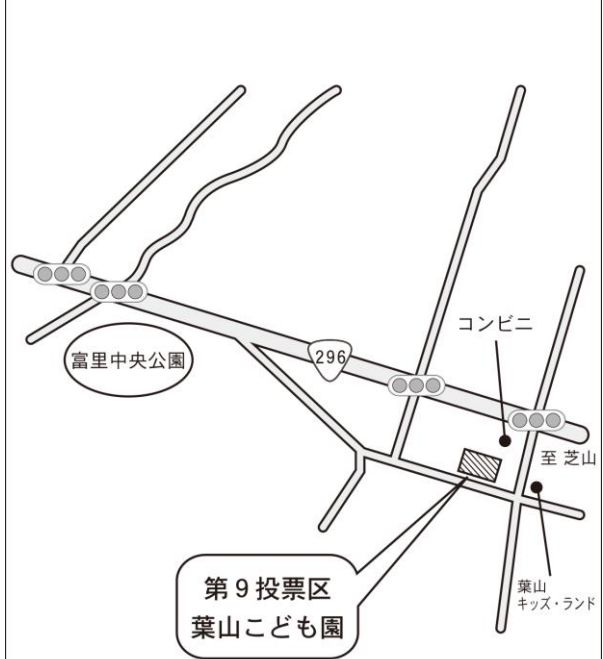 コンビニ
296
富里中央公園
至 芝山
葉山
キッズ・ランド
第9投票区
葉山こども園